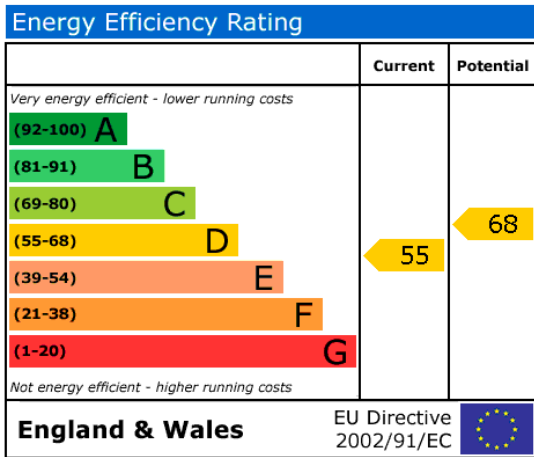 Energy Efficiency Rating
Current Potential
Very energy efficient - lower running costs
(92-100) A
(81-91) B
(69-80) C
(55-68) D
(39-54) E
(21-38) F
(1-20) G
55
68
Not energy efficient - higher running costs
England & Wales
EU Directive
2002/91/EC